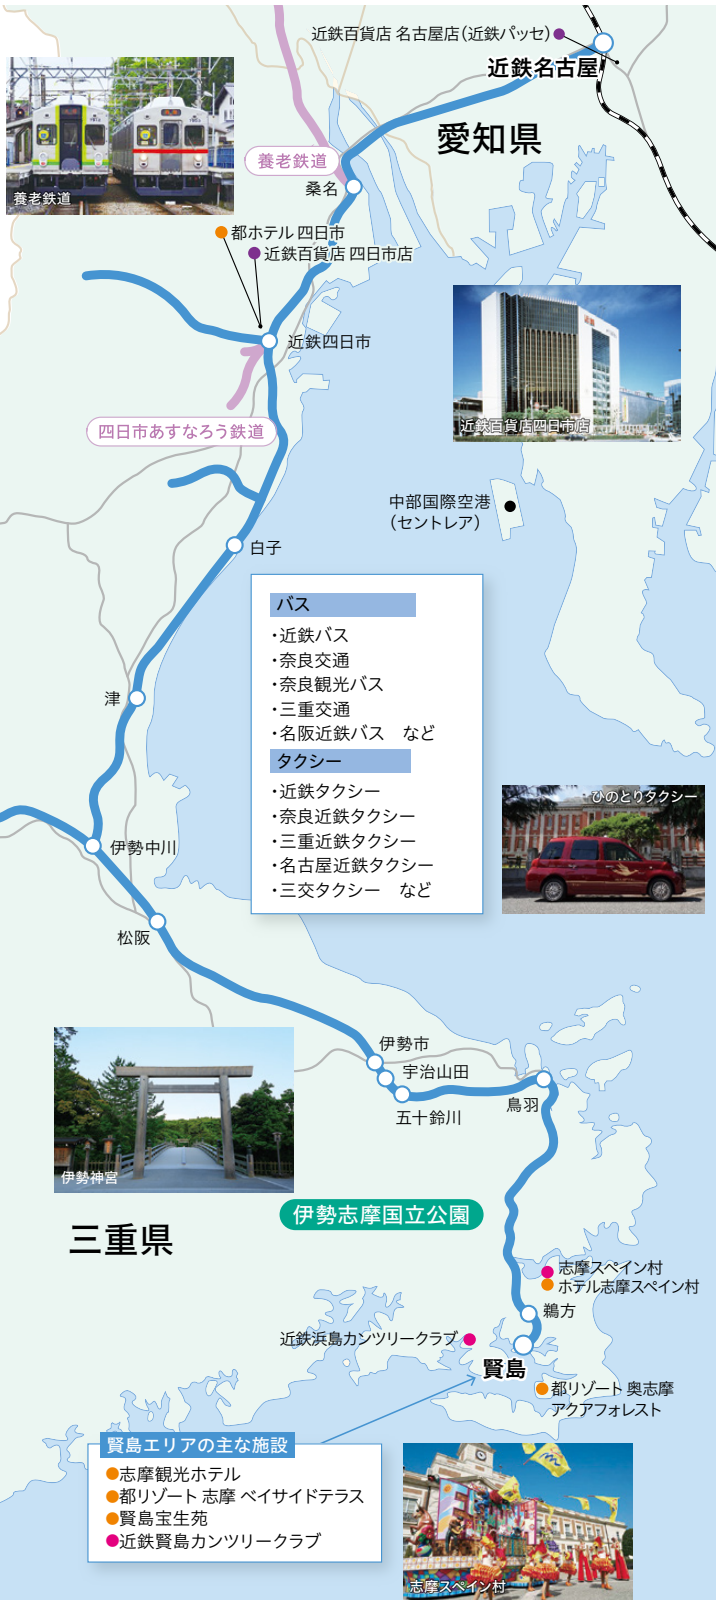 近鉄百貨店 名古屋店（近鉄パッセ）
近鉄名古屋
愛知県
養老鉄道
養老鉄道
桑名
都ホテル 四日市
近鉄百貨店 四日市店
近鉄四日市
近鉄百貨店四日市店
四日市あすなろう鉄道
中部国際空港
（セントレア）
白子
バス
・近鉄バス
・奈良交通
・奈良観光バス
・三重交通
・名阪近鉄バス　など
タクシー
・近鉄タクシー
・奈良近鉄タクシー
・三重近鉄タクシー
・名古屋近鉄タクシー
・三交タクシー　など
津
ひのとりタクシー
伊勢中川
松阪
伊勢市
宇治山田
五十鈴川
鳥羽
伊勢神宮
伊勢志摩国立公園
三重県
志摩スペイン村
ホテル志摩スペイン村
鵜方
近鉄浜島カンツリークラブ
賢島
都リゾート 奥志摩
アクアフォレスト
賢島エリアの主な施設
●志摩観光ホテル
●都リゾート 志摩 ベイサイドテラス
●賢島宝生苑
●近鉄賢島カンツリークラブ
志摩スペイン村